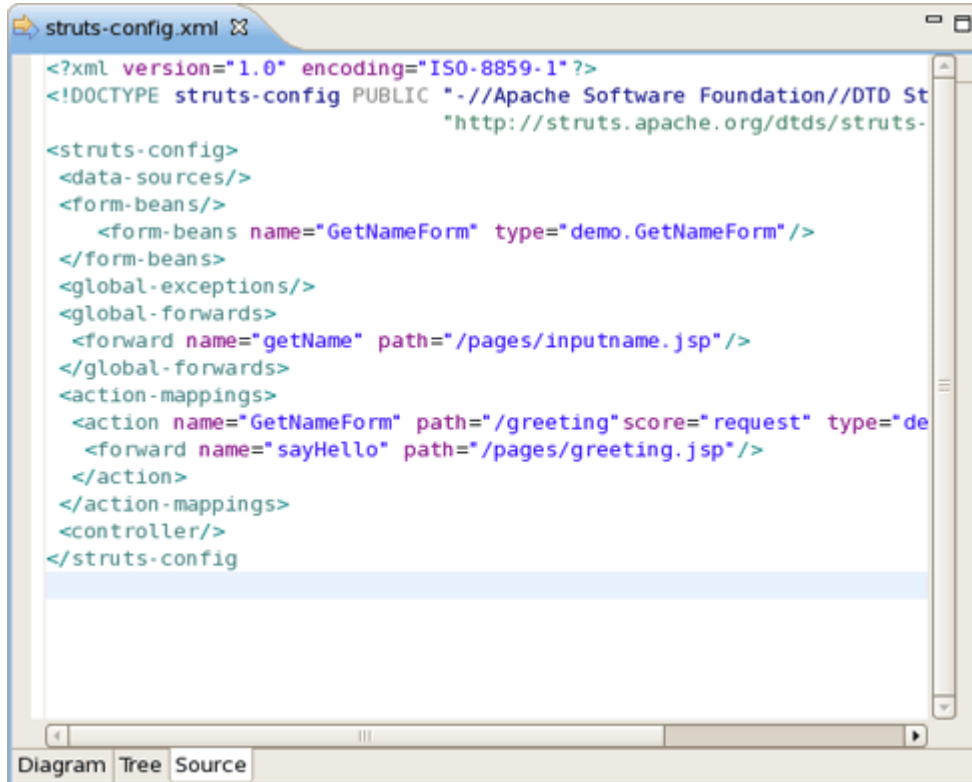 struts-config.xml
<?xml version="1.0" encoding="ISO-8859-1"?>
<!DOCTYPE struts-config PUBLIC "-//Apache Software Foundation//DTD St
"http://struts.apache.org/dtds/struts-
<struts-config>
<data-sources/>
<form-beans/>
<form-beans name="GetNameForm" type="demo.GetNameForm"/>
</form-beans>
<global-exceptions/>
<global-forwards>
<forward name="getName" path="/pages/inputname.jsp"/>
</global-forwards>
<action-mappings>
<action name="GetNameForm" path="/greeting"score="request" type="de
<forward name="sayHello" path="/pages/greeting.jsp"/>
</action>
</action-mappings>
<controller/>
</struts-config
Diagram Tree Source